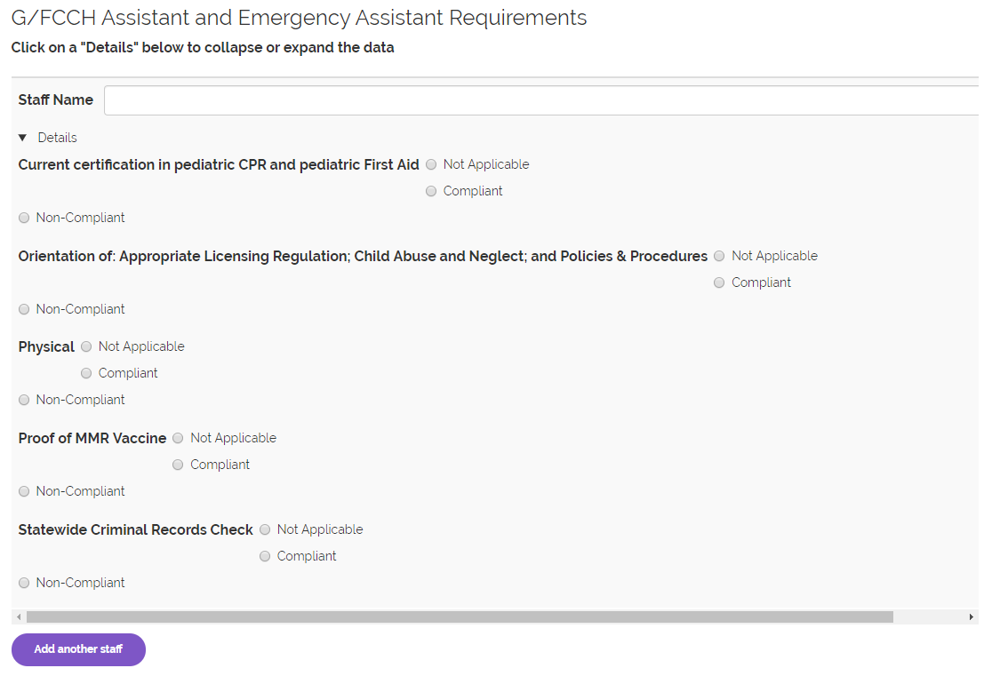 G/FCCH Assistant and Emergency Assistant Requirements
Click on a "Details" below to collapse or expand the data
Staff Name
Details
Current certification in pediatric CPR and pediatric First Aid Not Applicable
Compliant
Non-Compliant
Orientation of: Appropriate Licensing Regulation; Child Abuse and Neglect; and Policies & Procedures Not Applicable
Compliant
Non-Compliant
Physical Not Applicable
Compliant
Non-Compliant
Proof of MMR Vaccine Not Applicable
Compliant
Non-Compliant
Statewide Criminal Records Check Not Applicable
Compliant
Non-Compliant
Add another staff